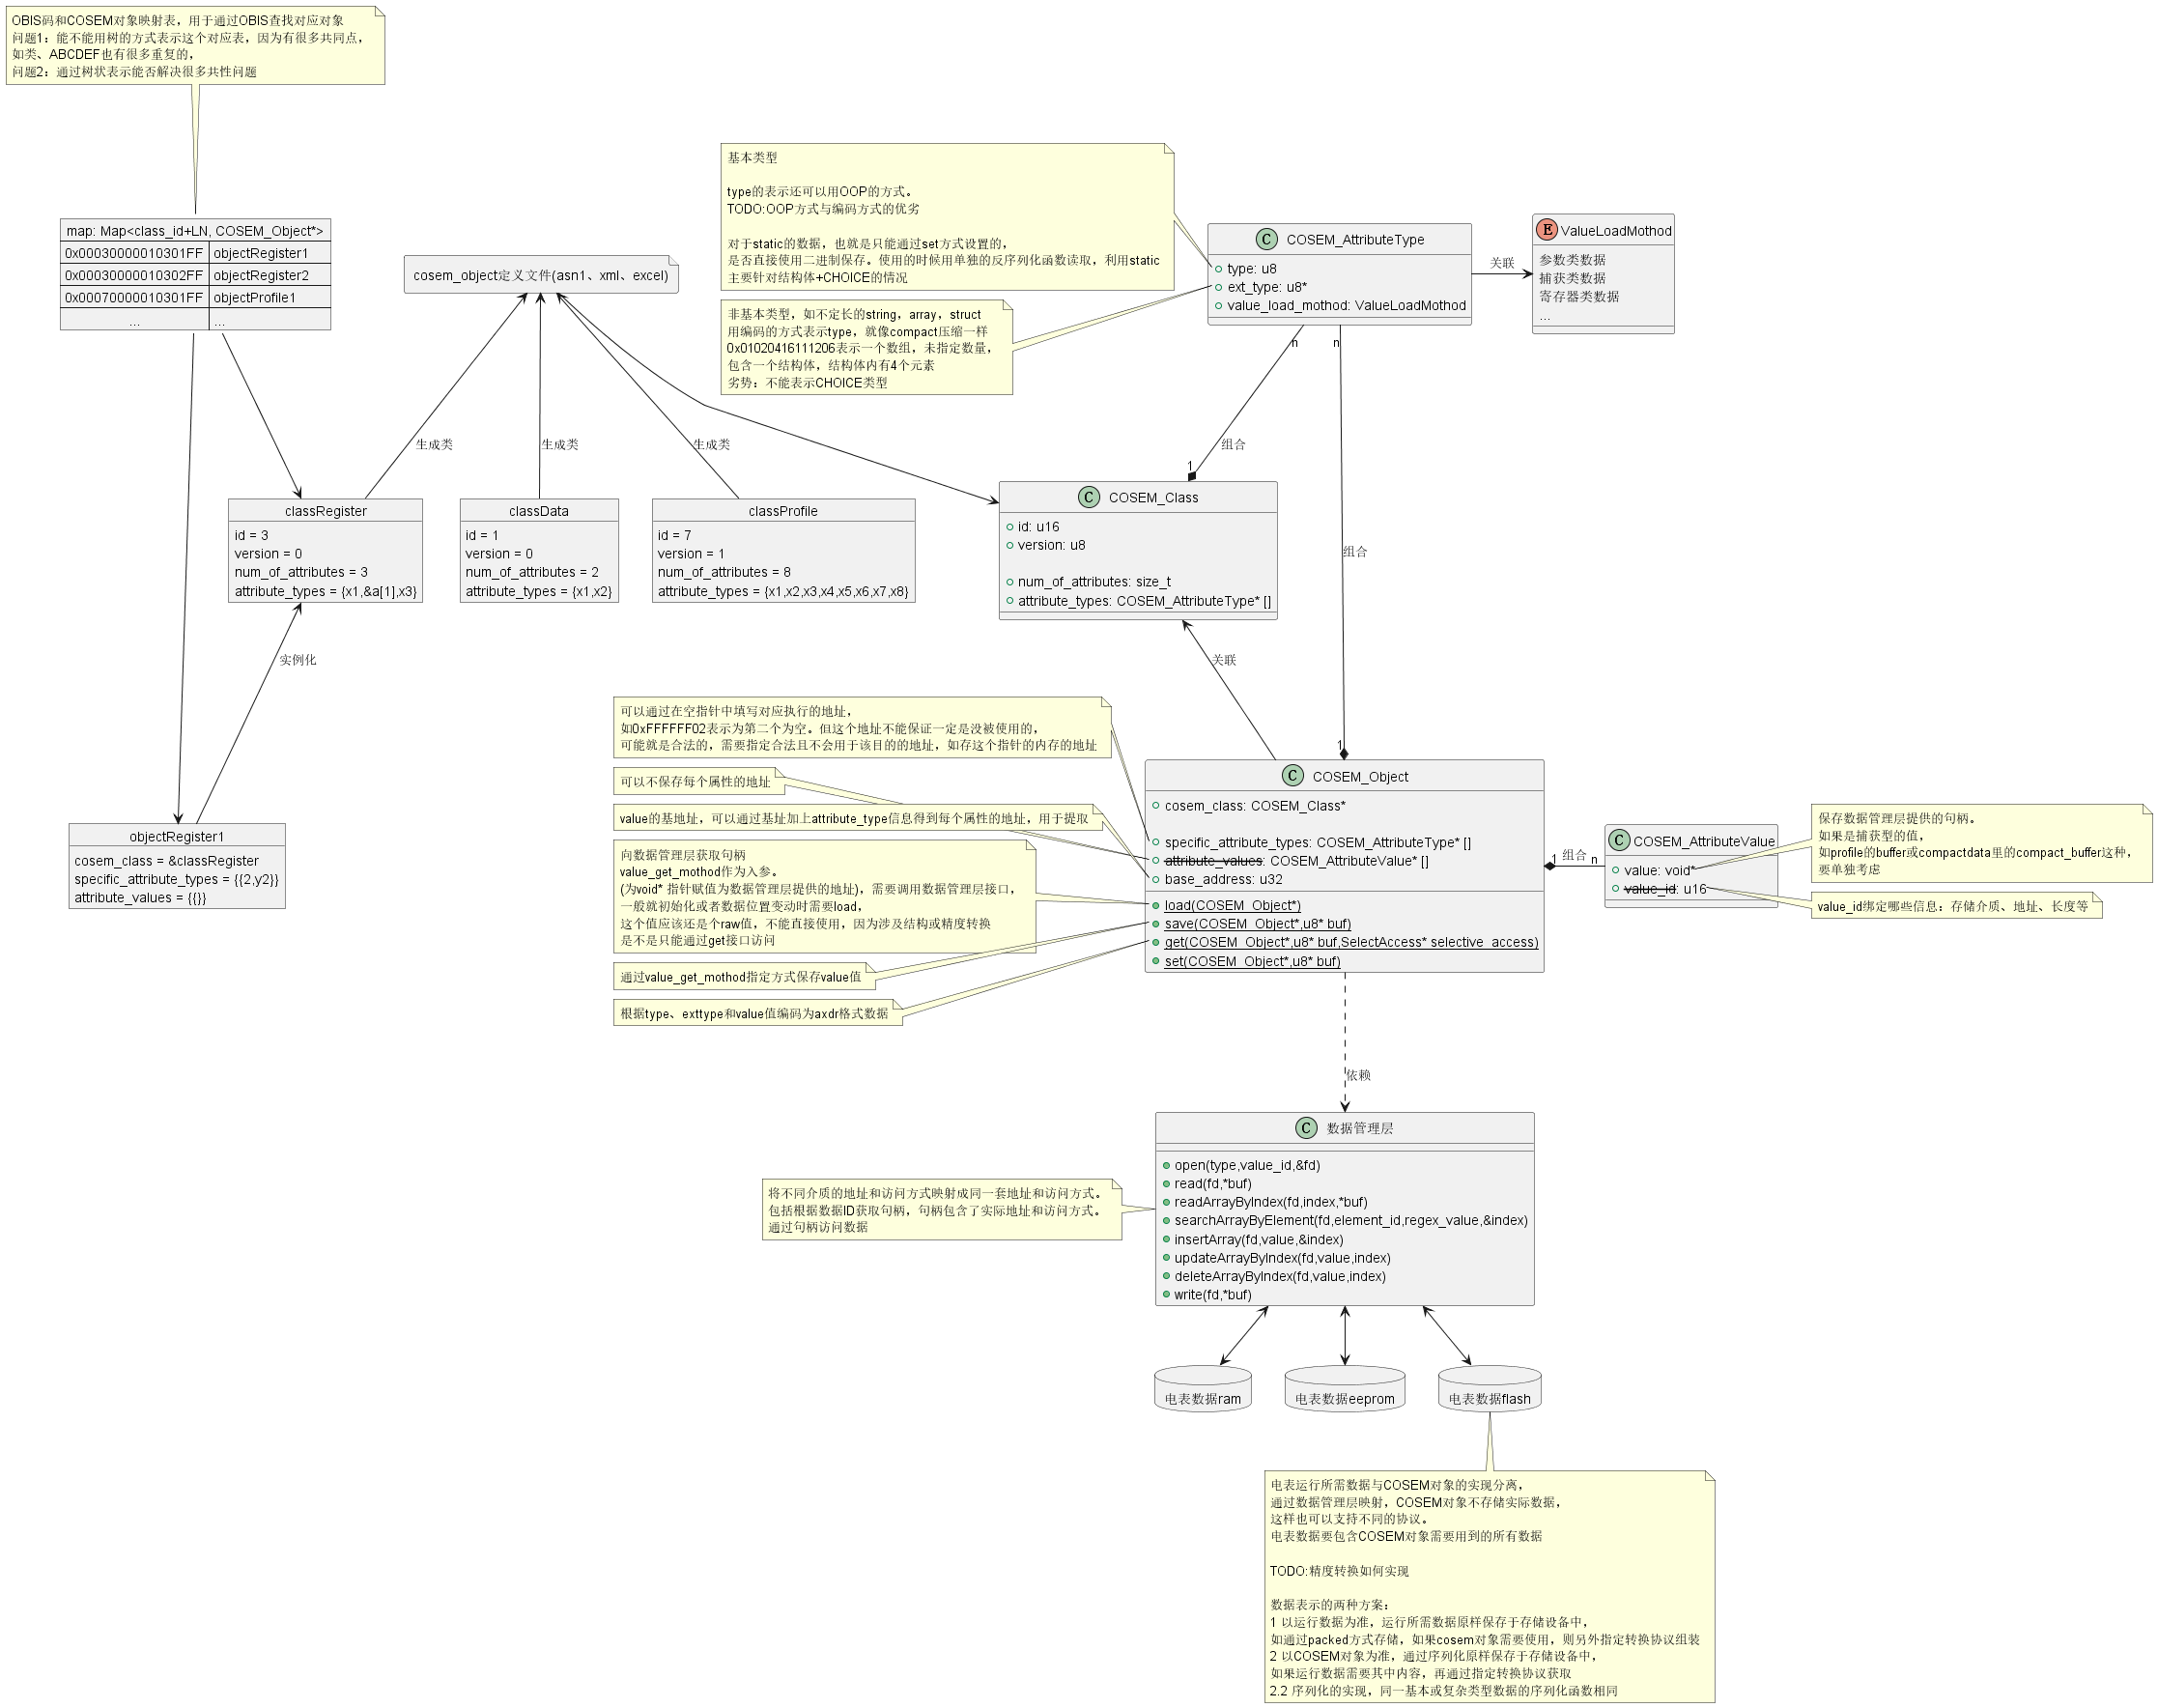 OBIS码和COSEM对象映射表，用于通过OBIS查找对应对象
问题1：能不能用树的方式表示这个对应表，因为有很多共同点，
如类、ABCDEF也有很多重复的，
问题2：通过树状表示能否解决很多共性问题
map: Map<class_id+LN, COSEM_Object*>
0x00030000010301FF objectRegister1
0x00030000010302FF objectRegister2
0x00070000010301FF objectProfile1
... ...
cosem_object定义文件(asn1、xml、excel)
基本类型
type的表示还可以用OOP的方式。
TODO:OOP方式与编码方式的优劣
对于static的数据，也就是只能通过set方式设置的，
是否直接使用二进制保存。使用的时候用单独的反序列化函数读取，利用static
主要针对结构体+CHOICE的情况
非基本类型，如不定长的string，array，struct
用编码的方式表示type，就像compact压缩一样
0x01020416111206表示一个数组，未指定数量，
包含一个结构体，结构体内有4个元素
劣势：不能表示CHOICE类型
C COSEM_AttributeType
type: u8
ext_type: u8*
value_load_mothod: ValueLoadMothod
关联
E ValueLoadMothod
参数类数据
捕获类数据
寄存器类数据
...
n
n
生成类
生成类
生成类
组合
1
classRegister
id = 3
version = 0
num_of_attributes = 3
attribute_types = {x1,&a[1],x3}
classData
id = 1
version = 0
num_of_attributes = 2
attribute_types = {x1,x2}
classProfile
id = 7
version = 1
num_of_attributes = 8
attribute_types = {x1,x2,x3,x4,x5,x6,x7,x8}
C COSEM_Class
id: u16
version: u8
num_of_attributes: size_t
attribute_types: COSEM_AttributeType* []
组合
实例化
关联
1
objectRegister1
cosem_class = &classRegister
specific_attribute_types = {{2,y2}}
attribute_values = {{}}
可以通过在空指针中填写对应执行的地址，
如0xFFFFFF02表示为第二个为空。但这个地址不能保证一定是没被使用的，
可能就是合法的，需要指定合法且不会用于该目的的地址，如存这个指针的内存的地址
可以不保存每个属性的地址
value的基地址，可以通过基址加上attribute_type信息得到每个属性的地址，用于提取
向数据管理层获取句柄
value_get_mothod作为入参。
(为void* 指针赋值为数据管理层提供的地址)，需要调用数据管理层接口，
一般就初始化或者数据位置变动时需要load，
这个值应该还是个raw值，不能直接使用，因为涉及结构或精度转换
是不是只能通过get接口访问
通过value_get_mothod指定方式保存value值
根据type、exttype和value值编码为axdr格式数据
C COSEM_Object
cosem_class: COSEM_Class*
specific_attribute_types: COSEM_AttributeType* []
attribute_values: COSEM_AttributeValue* []
base_address: u32
load(COSEM_Object*)
save(COSEM_Object*,u8* buf)
get(COSEM_Object*,u8* buf,SelectAccess* selective_access)
set(COSEM_Object*,u8* buf)
1 组合 n
C COSEM_AttributeValue
value: void*
value_id: u16
保存数据管理层提供的句柄。
如果是捕获型的值，
如profile的buffer或compactdata里的compact_buffer这种，
要单独考虑
value_id绑定哪些信息：存储介质、地址、长度等
依赖
将不同介质的地址和访问方式映射成同一套地址和访问方式。
包括根据数据ID获取句柄，句柄包含了实际地址和访问方式。
通过句柄访问数据
C 数据管理层
open(type,value_id,&fd)
read(fd,*buf)
readArrayByIndex(fd,index,*buf)
searchArrayByElement(fd,element_id,regex_value,&index)
insertArray(fd,value,&index)
updateArrayByIndex(fd,value,index)
deleteArrayByIndex(fd,value,index)
write(fd,*buf)
电表数据ram
电表数据eeprom
电表数据flash
电表运行所需数据与COSEM对象的实现分离，
通过数据管理层映射，COSEM对象不存储实际数据，
这样也可以支持不同的协议。
电表数据要包含COSEM对象需要用到的所有数据
TODO:精度转换如何实现
数据表示的两种方案：
1 以运行数据为准，运行所需数据原样保存于存储设备中，
如通过packed方式存储，如果cosem对象需要使用，则另外指定转换协议组装
2 以COSEM对象为准，通过序列化原样保存于存储设备中，
如果运行数据需要其中内容，再通过指定转换协议获取
2.2 序列化的实现，同一基本或复杂类型数据的序列化函数相同